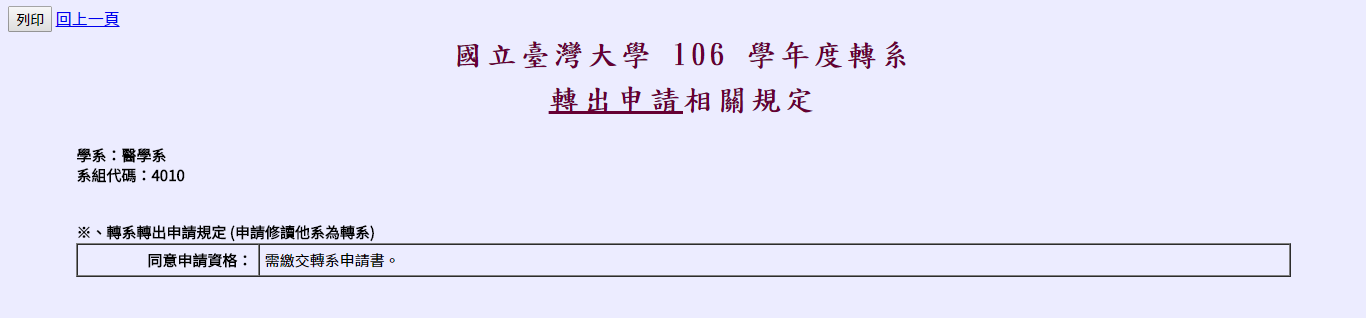 列印 回上一頁
國立臺灣大學 106 學年度轉系
轉出申請相關規定
學系：醫學系
系組代碼：4010
※、轉系轉出申請規定 (申請修讀他系為轉系)
同意申請資格： 需繳交轉系申請書。